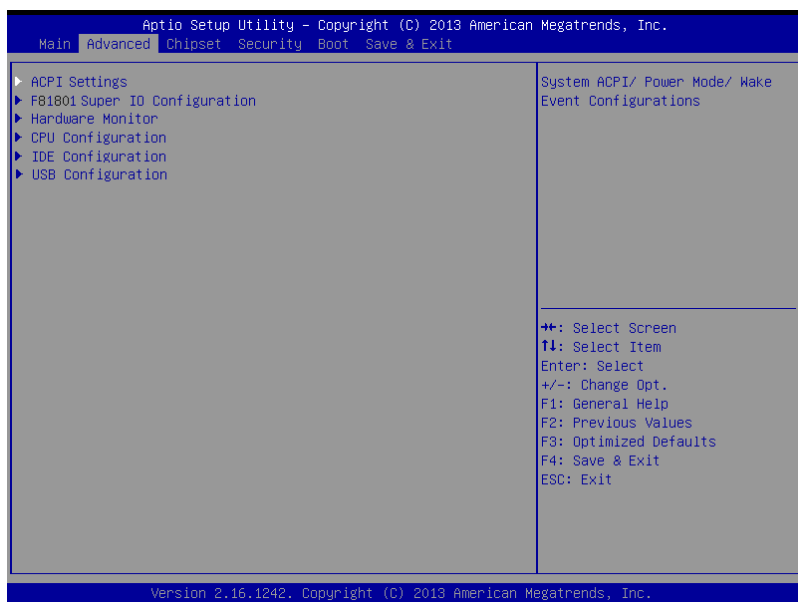 Aptio Setup Utility – Copyright (C) 2013 American Megatrends, Inc.
Main Advanced Chipset Security Boot Save & Exit
ACPI Settings
F81801 Super IO Configuration
Hardware Monitor
CPU Configuration
IDE Configuration
USB Configuration
System ACPI/ Power Mode/ Wake
Event Configurations
→←: Select Screen
↑↓: Select Item
Enter: Select
+/-: Change Opt.
F1: General Help
F2: Previous Values
F3: Optimized Defaults
F4: Save & Exit
ESC: Exit
Version 2.16.1242. Copyright (C) 2013 American Megatrends, Inc.